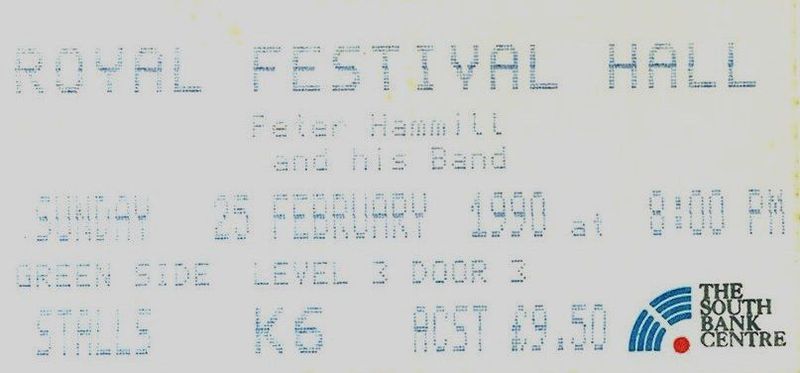 ROYAL FESTIVAL HALL
Peter Hammill
and his Band
SUNDAY 25 FEBRUARY 1990 at 8:00 PM
GREEN SIDE LEVEL 3 DOOR 3
STALLS K6 ACST £9.50
THE
SOUTH
BANK
CENTRE